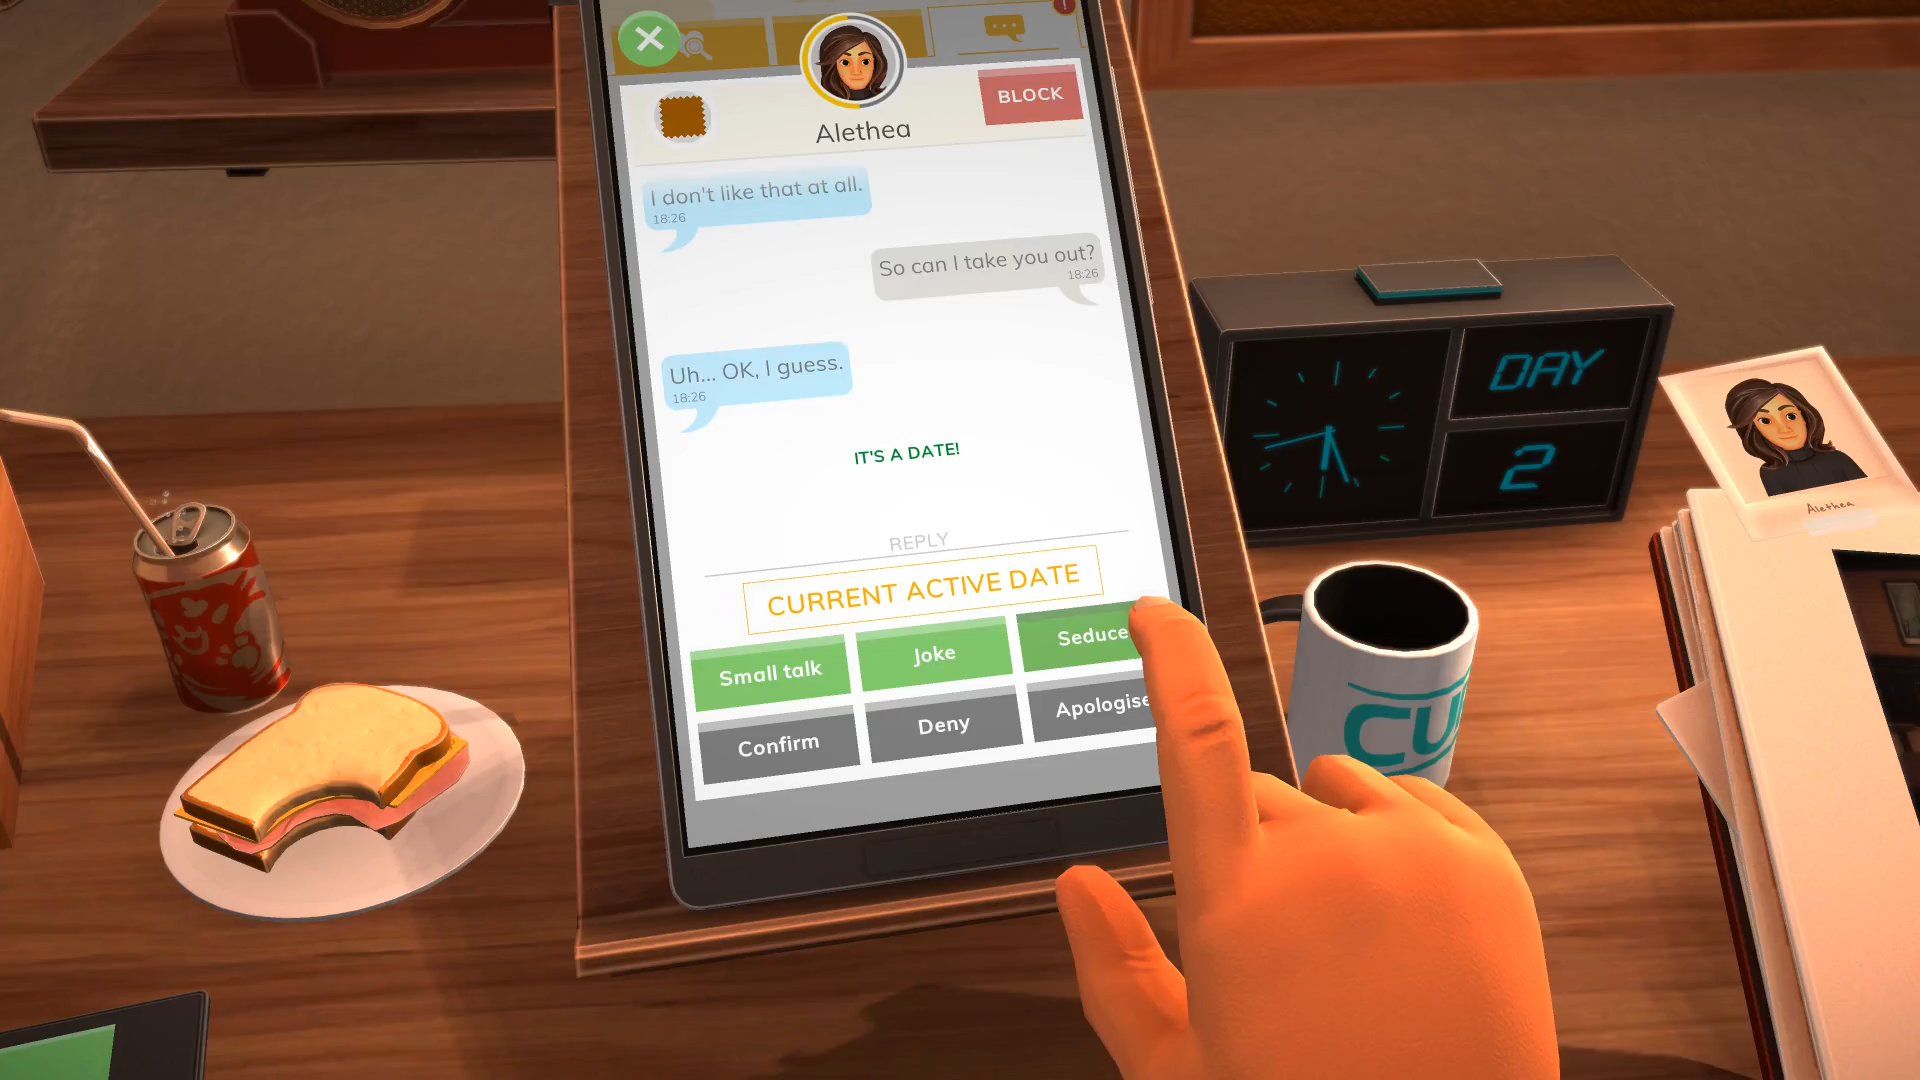 BLOCK
Alethea
I don't like that at all.
18:26
So can I take you out?
18:26
Uh... OK, I guess.
18:26
IT'S A DATE!
REPLY
CURRENT ACTIVE DATE
Small talk
Joke
Seduce
Confirm
Deny
Apologise
DAY
2
Alethea
CU